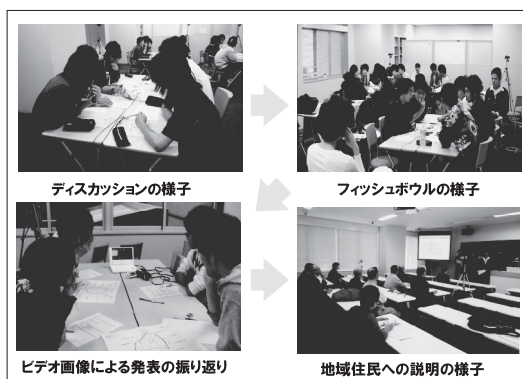 ディスカッションの様子
フィッシュボウルの様子
ビデオ画像による発表の振り返り
地域住民への説明の様子